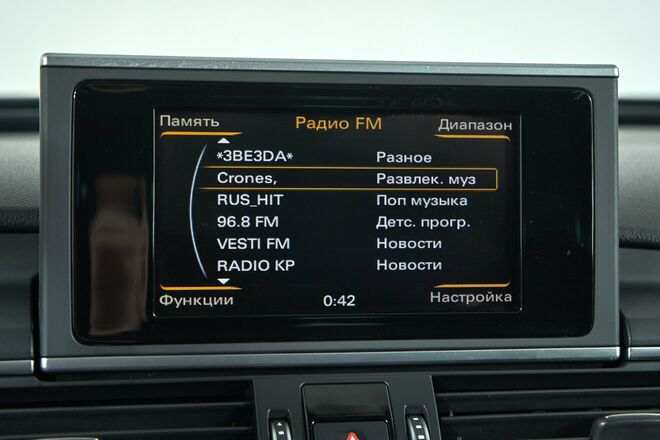 Память Радио FM Диапазон
*ЗВЕЗДА* Разное
Crones, Развлек. муз
RUS_HIT Поп музыка
96.8 FM Детс. прогр.
VESTI FM Новости
RADIO KP Новости
Функции 0:42 Настройка